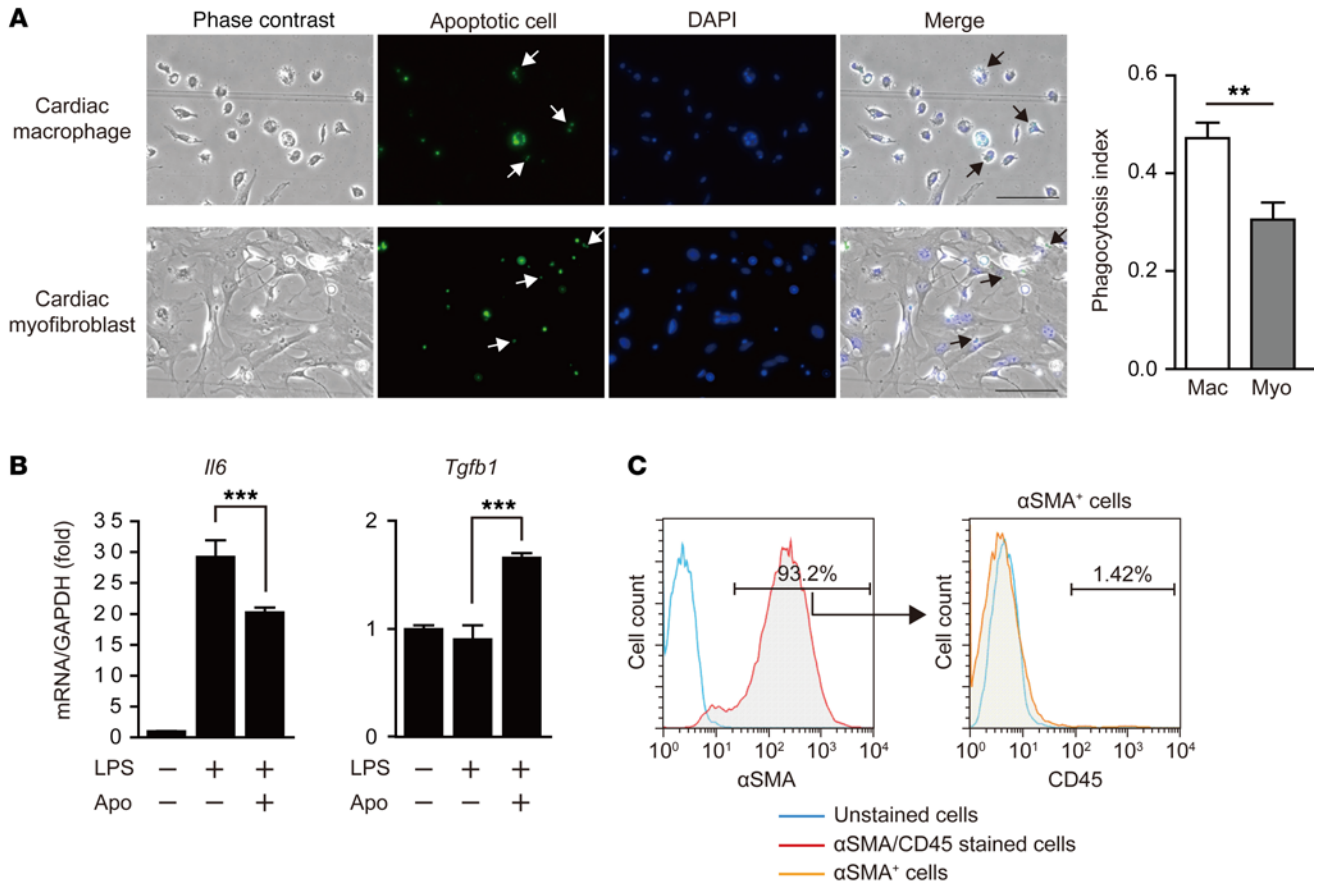 A
Phase contrast
Apoptotic cell
DAPI
Merge
Cardiac
macrophage
Cardiac
myofibroblast
Phagocytosis index
0.6
0.4
0.2
0.0
**
Mac Myo
B
Il6
mRNA/GAPDH (fold)
35
30
25
20
15
10
5
0
***
LPS − + +
Apo − − +
Tgfb1
2
1
0
***
LPS − + +
Apo − − +
C
Cell count
93.2%
10⁰ 10¹ 10² 10³ 10⁴
αSMA
αSMA⁺ cells
Cell count
1.42%
10⁰ 10¹ 10² 10³ 10⁴
CD45
Unstained cells
αSMA/CD45 stained cells
αSMA⁺ cells